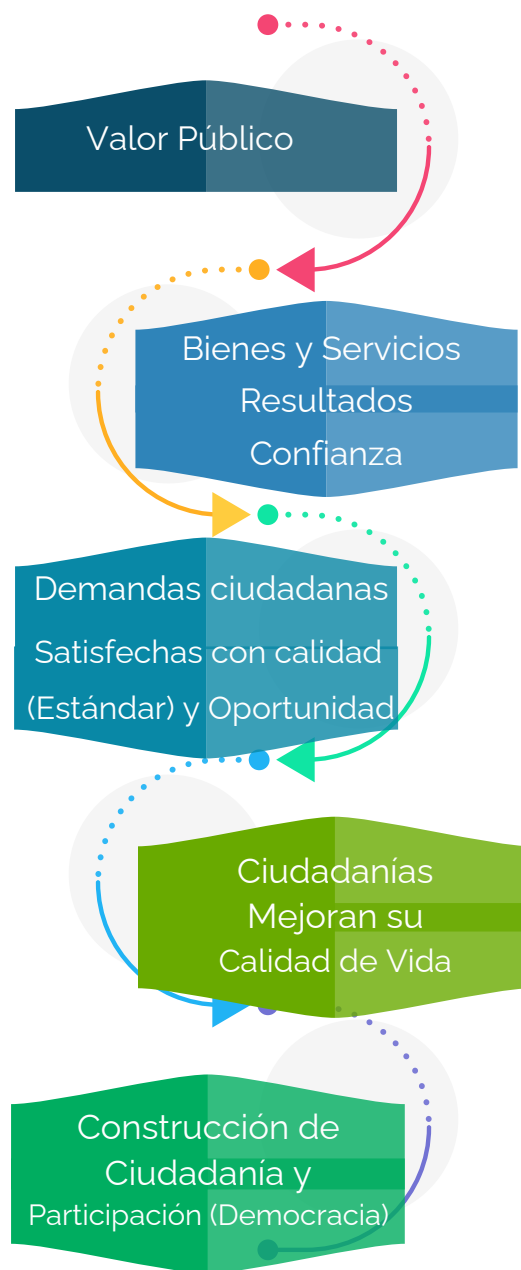 Valor Público
Bienes y Servicios
Resultados
Confianza
Demandas ciudadanas
Satisfechas con calidad
(Estándar) y Oportunidad
Ciudadanías
Mejoran su
Calidad de Vida
Construcción de
Ciudadanía y
Participación (Democracia)